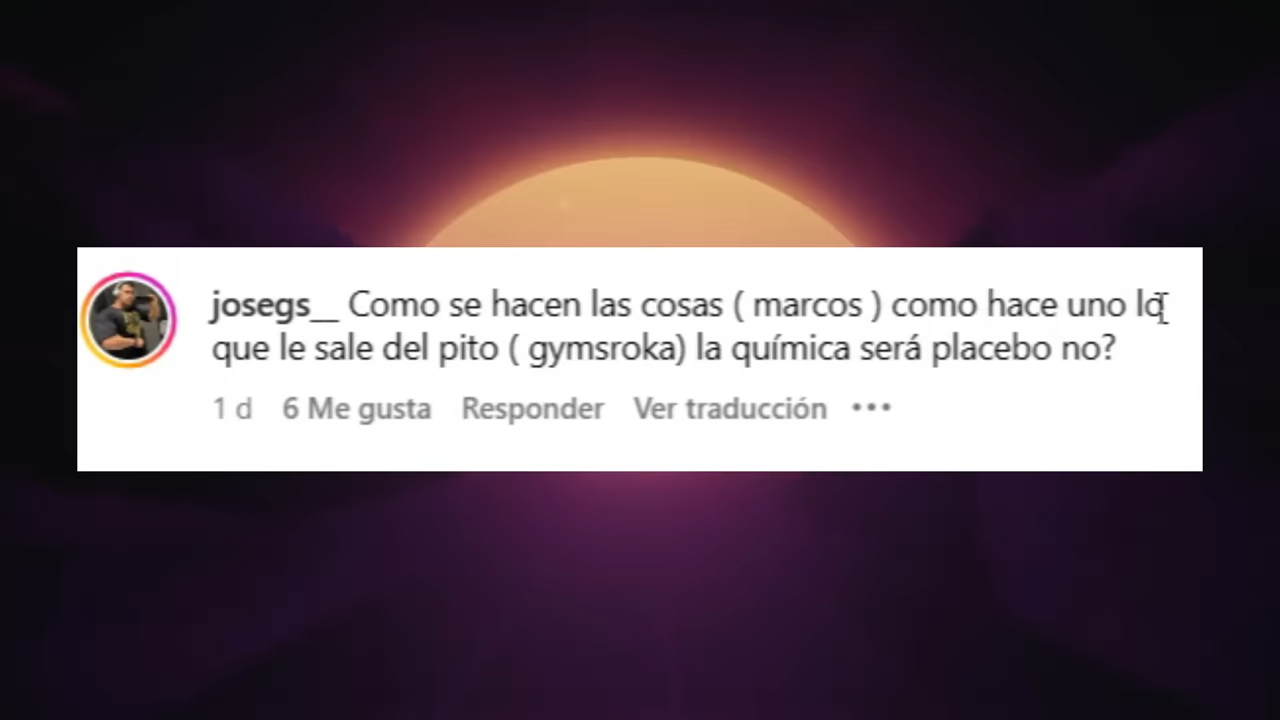 josegs__ Como se hacen las cosas ( marcos ) como hace uno lo
que le sale del pito ( gymsroka) la química será placebo no?
1 d 6 Me gusta Responder Ver traducción •••